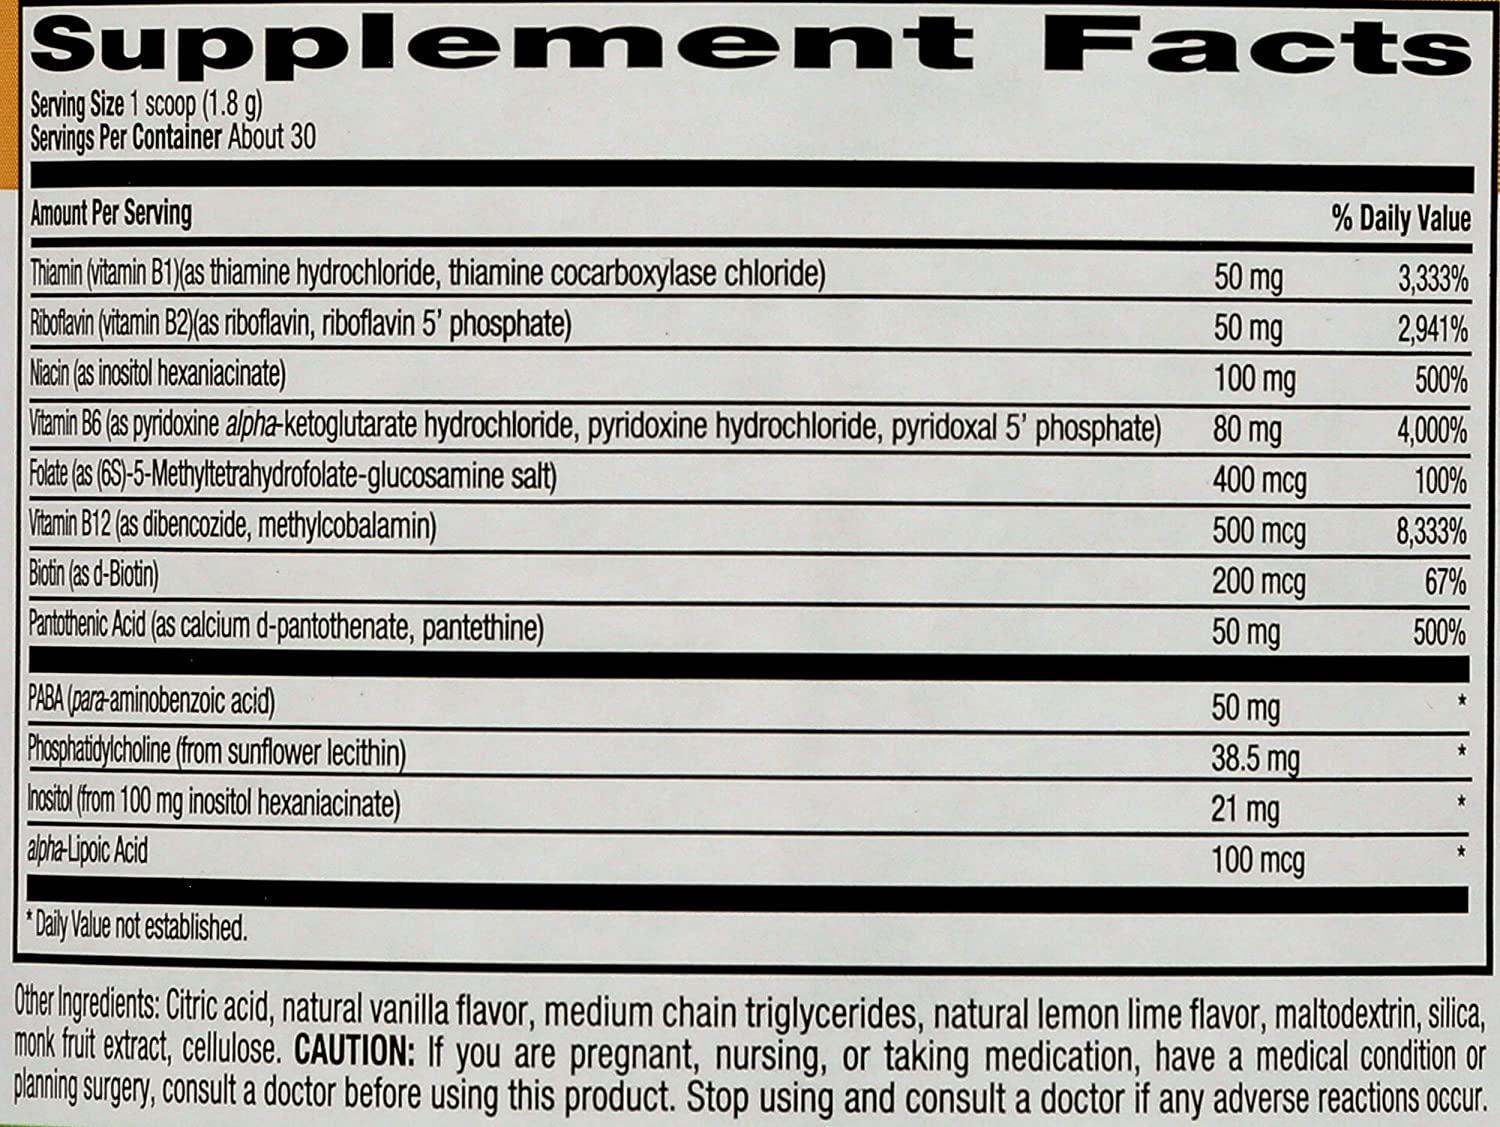 Supplement Facts
Serving Size 1 scoop (1.8 g)
Servings Per Container About 30
Amount Per Serving % Daily Value
Thiamin (vitamin B1)(as thiamine hydrochloride, thiamine cocarboxylase chloride) 50 mg 3,333%
Riboflavin (vitamin B2)(as riboflavin, riboflavin 5' phosphate) 50 mg 2,941%
Niacin (as inositol hexaniacinate) 100 mg 500%
Vitamin B6 (as pyridoxine alpha-ketoglutarate hydrochloride, pyridoxine hydrochloride, pyridoxal 5' phosphate) 80 mg 4,000%
Folate (as (6S)-5-Methyltetrahydrofolate-glucosamine salt) 400 mcg 100%
Vitamin B12 (as dibencozide, methylcobalamin) 500 mcg 8,333%
Biotin (as d-Biotin) 200 mcg 67%
Pantothenic Acid (as calcium d-pantothenate, pantethine) 50 mg 500%
PABA (para-aminobenzoic acid) 50 mg *
Phosphatidylcholine (from sunflower lecithin) 38.5 mg *
Inositol (from 100 mg inositol hexaniacinate) 21 mg *
alpha-Lipoic Acid 100 mcg *
* Daily Value not established.
Other Ingredients: Citric acid, natural vanilla flavor, medium chain triglycerides, natural lemon lime flavor, maltodextrin, silica,
monk fruit extract, cellulose. CAUTION: If you are pregnant, nursing, or taking medication, have a medical condition or
planning surgery, consult a doctor before using this product. Stop using and consult a doctor if any adverse reactions occur.